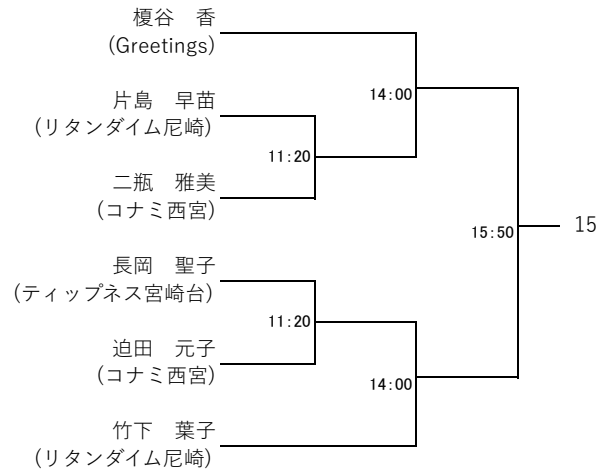 榎谷　香
(Greetings)
14:00
片島　早苗
(リタンダイム尼崎)
11:20
二瓶　雅美
(コナミ西宮)
15:50
15
長岡　聖子
(ティップネス宮崎台)
11:20
迫田　元子
(コナミ西宮)
14:00
竹下　葉子
(リタンダイム尼崎)